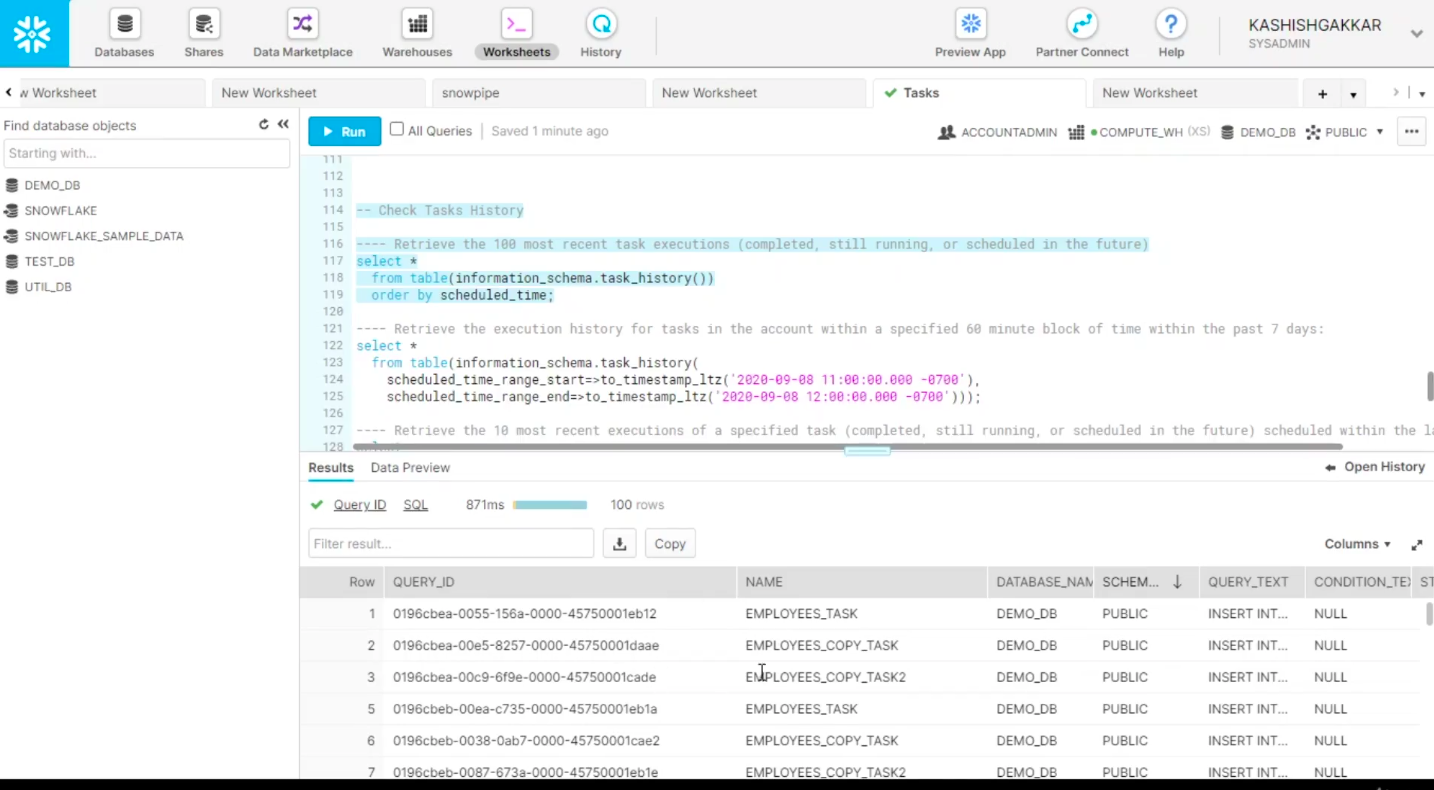 Databases Shares Data Marketplace Warehouses Worksheets History Preview App Partner Connect Help KASHISHGAKKAR
SYSADMIN
w Worksheet New Worksheet snowpipe New Worksheet Tasks New Worksheet
Find database objects
Starting with...
DEMO_DB
SNOWFLAKE
SNOWFLAKE_SAMPLE_DATA
TEST_DB
UTIL_DB
Run All Queries Saved 1 minute ago ACCOUNTADMIN COMPUTE_WH (XS) DEMO_DB PUBLIC
111
112
113
114 -- Check Tasks History
115
116 ---- Retrieve the 100 most recent task executions (completed, still running, or scheduled in the future)
117 select *
118 from table(information_schema.task_history())
119 order by scheduled_time;
120
121 ---- Retrieve the execution history for tasks in the account within a specified 60 minute block of time within the past 7 days:
122 select *
123 from table(information_schema.task_history(
124 scheduled_time_range_start=>to_timestamp_ltz('2020-09-08 11:00:00.000 -0700'),
125 scheduled_time_range_end=>to_timestamp_ltz('2020-09-08 12:00:00.000 -0700')));
126
127 ---- Retrieve the 10 most recent executions of a specified task (completed, still running, or scheduled in the future) scheduled within the la
128
Results Data Preview Open History
Query ID SQL 871ms 100 rows
Filter result... Copy Columns
Row QUERY_ID NAME DATABASE_NAM SCHEM... QUERY_TEXT CONDITION_TEX ST
1 0196cbea-0055-156a-0000-45750001eb12 EMPLOYEES_TASK DEMO_DB PUBLIC INSERT INT... NULL
2 0196cbea-00e5-8257-0000-45750001daae EMPLOYEES_COPY_TASK DEMO_DB PUBLIC INSERT INT... NULL
3 0196cbea-00c9-6f9e-0000-45750001cade EMPLOYEES_COPY_TASK2 DEMO_DB PUBLIC INSERT INT... NULL
5 0196cbeb-00ea-c735-0000-45750001eb1a EMPLOYEES_TASK DEMO_DB PUBLIC INSERT INT... NULL
6 0196cbeb-0038-0ab7-0000-45750001cae2 EMPLOYEES_COPY_TASK DEMO_DB PUBLIC INSERT INT... NULL
7 0196cbeb-0087-673a-0000-45750001eb1e EMPLOYEES_COPY_TASK2 DEMO_DB PUBLIC INSERT INT... NULL